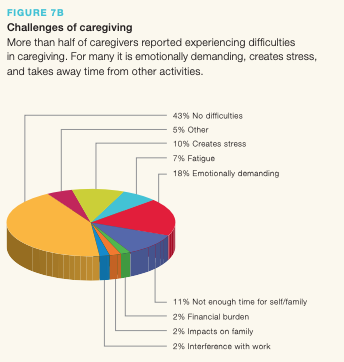 FIGURE 7B
Challenges of caregiving
More than half of caregivers reported experiencing difficulties
in caregiving. For many it is emotionally demanding, creates stress,
and takes away time from other activities.
43% No difficulties
5% Other
10% Creates stress
7% Fatigue
18% Emotionally demanding
11% Not enough time for self/family
2% Financial burden
2% Impacts on family
2% Interference with work